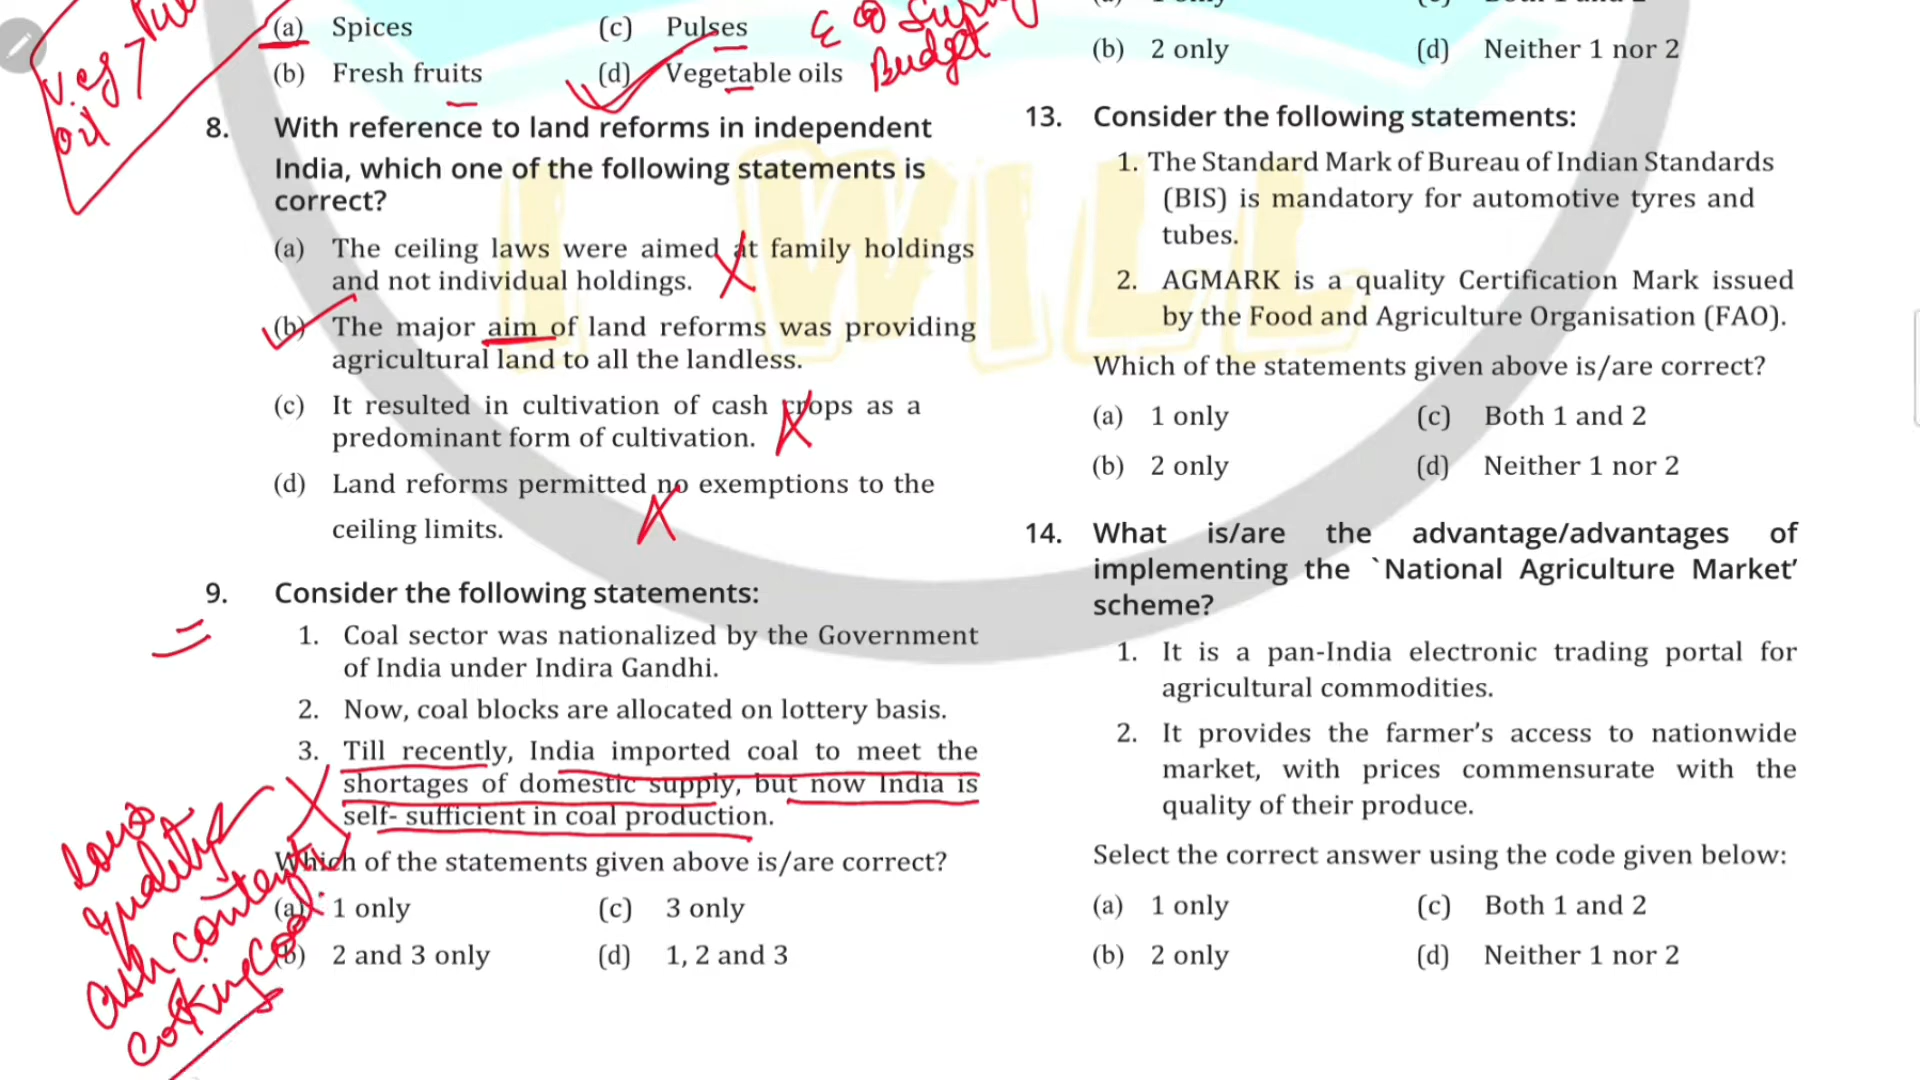 (a) Spices (c) Pulses
(b) Fresh fruits (d) Vegetable oils
Budget
Veg
oil
8. With reference to land reforms in independent
India, which one of the following statements is
correct?
(a) The ceiling laws were aimed at family holdings
and not individual holdings.
(b) The major aim of land reforms was providing
agricultural land to all the landless.
(c) It resulted in cultivation of cash crops as a
predominant form of cultivation.
(d) Land reforms permitted no exemptions to the
ceiling limits.
9. Consider the following statements:
1. Coal sector was nationalized by the Government
of India under Indira Gandhi.
2. Now, coal blocks are allocated on lottery basis.
3. Till recently, India imported coal to meet the
shortages of domestic supply, but now India is
self- sufficient in coal production.
Which of the statements given above is/are correct?
(a) 1 only (c) 3 only
(b) 2 and 3 only (d) 1, 2 and 3
quality
ash content
coking coal
(b) 2 only (d) Neither 1 nor 2
13. Consider the following statements:
1. The Standard Mark of Bureau of Indian Standards
(BIS) is mandatory for automotive tyres and
tubes.
2. AGMARK is a quality Certification Mark issued
by the Food and Agriculture Organisation (FAO).
Which of the statements given above is/are correct?
(a) 1 only (c) Both 1 and 2
(b) 2 only (d) Neither 1 nor 2
14. What is/are the advantage/advantages of
implementing the `National Agriculture Market’
scheme?
1. It is a pan-India electronic trading portal for
agricultural commodities.
2. It provides the farmer’s access to nationwide
market, with prices commensurate with the
quality of their produce.
Select the correct answer using the code given below:
(a) 1 only (c) Both 1 and 2
(b) 2 only (d) Neither 1 nor 2
I WILL